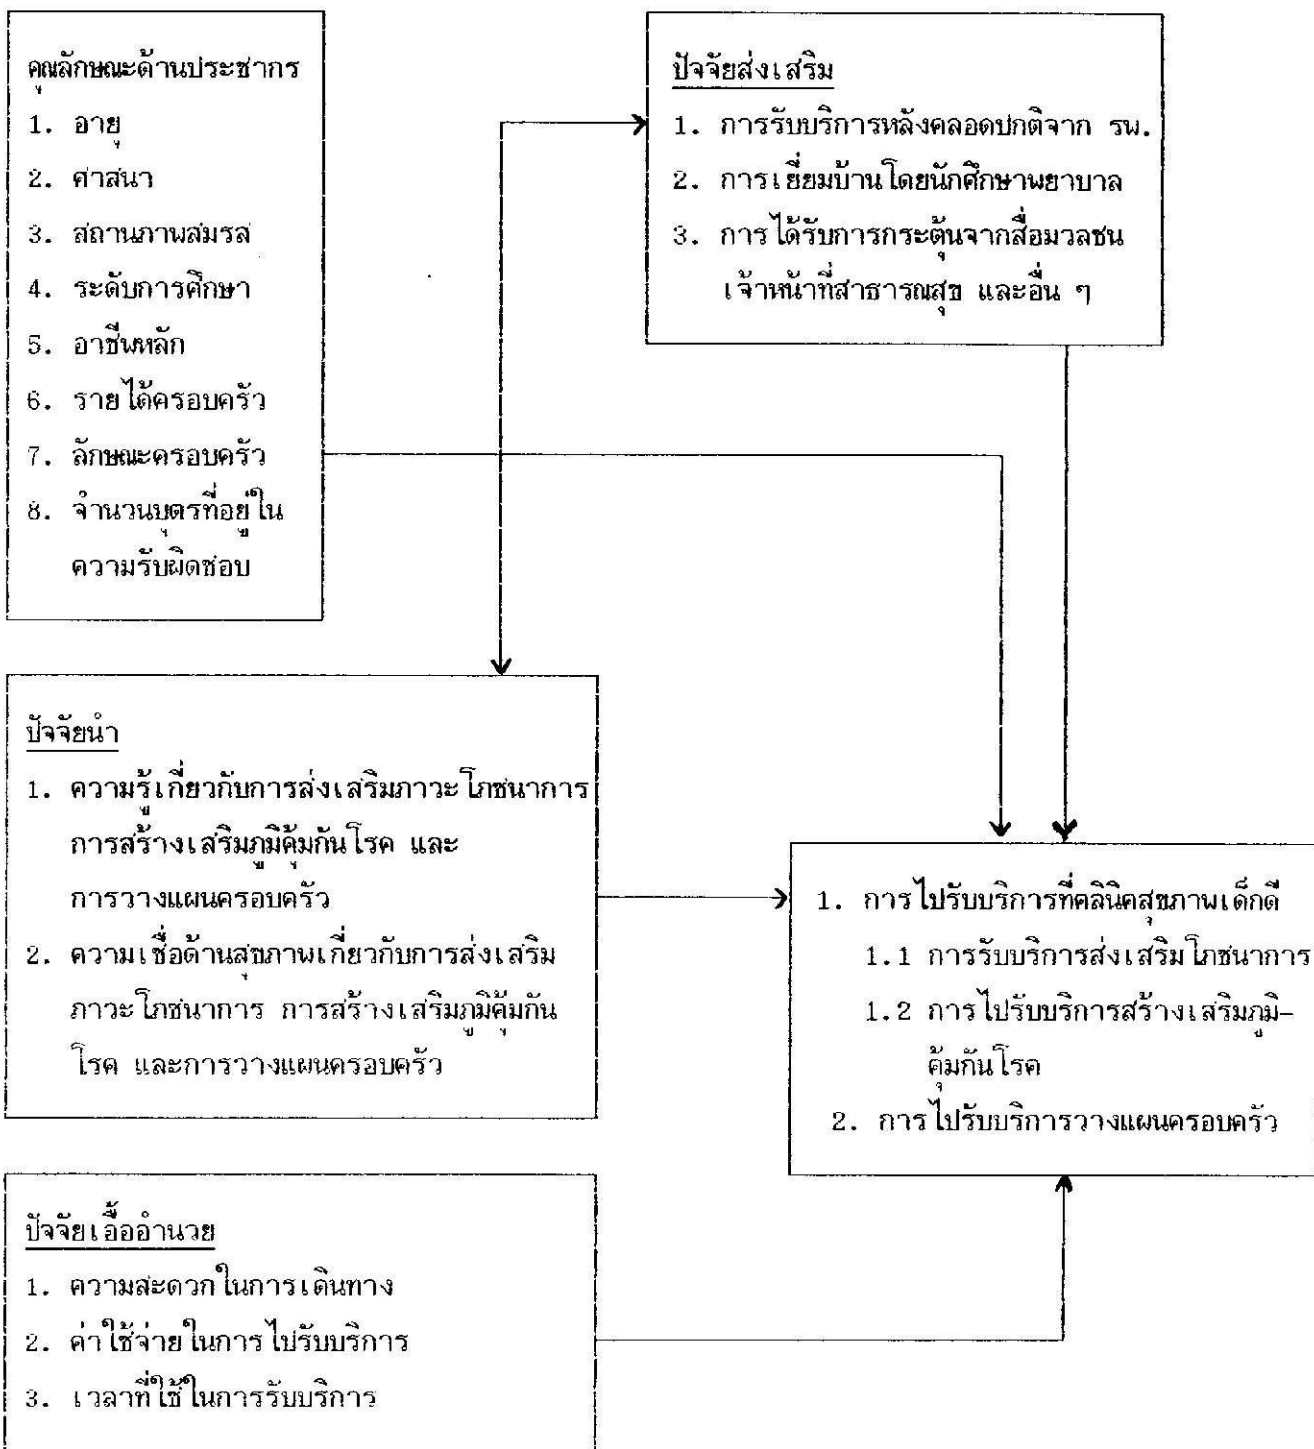 คุณลักษณะด้านประชากร
1. อายุ
2. ศาสนา
3. สถานภาพสมรส
4. ระดับการศึกษา
5. อาชีพหลัก
6. รายได้ครอบครัว
7. ลักษณะครอบครัว
8. จำนวนบุตรที่อยู่ใน
ความรับผิดชอบ
ปัจจัยส่งเสริม
1. การรับบริการหลังคลอดปกติจาก รพ.
2. การเยี่ยมบ้านโดยนักศึกษาพยาบาล
3. การได้รับการกระตุ้นจากสื่อมวลชน
เจ้าหน้าที่สาธารณสุข และอื่น ๆ
ปัจจัยนำ
1. ความรู้เกี่ยวกับการส่งเสริมภาวะโภชนาการ
การสร้างเสริมภูมิคุ้มกันโรค และ
การวางแผนครอบครัว
2. ความเชื่อด้านสุขภาพเกี่ยวกับการส่งเสริม
ภาวะโภชนาการ การสร้างเสริมภูมิคุ้มกัน
โรค และการวางแผนครอบครัว
1. การไปรับบริการที่คลินิคสุขภาพเด็กดี
1.1 การรับบริการส่งเสริมโภชนาการ
1.2 การไปรับบริการสร้างเสริมภูมิ-
คุ้มกันโรค
2. การไปรับบริการวางแผนครอบครัว
ปัจจัยเอื้ออำนวย
1. ความสะดวกในการเดินทาง
2. ค่าใช้จ่ายในการไปรับบริการ
3. เวลาที่ใช้ในการรับบริการ